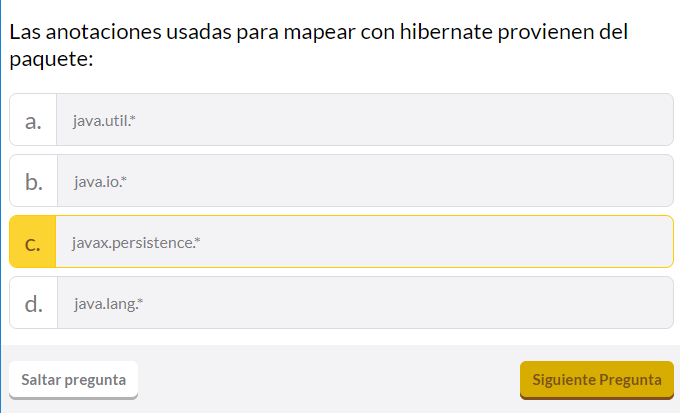 Las anotaciones usadas para mapear con hibernate provienen del
paquete:
a. java.util.*
b. java.io.*
c. javax.persistence.*
d. java.lang.*
Saltar pregunta Siguiente Pregunta